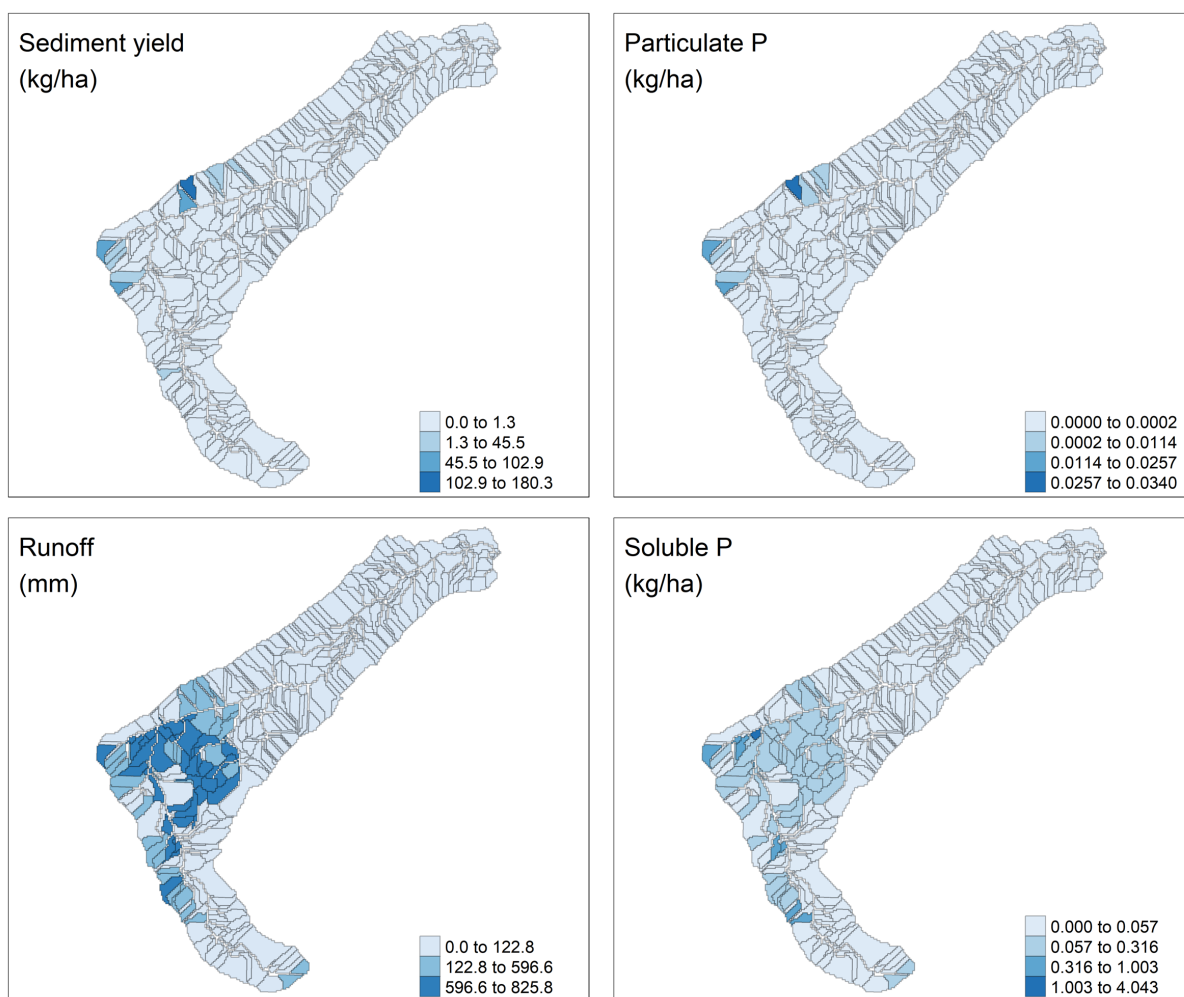 Sediment yield
(kg/ha)
0.0 to 1.3
1.3 to 45.5
45.5 to 102.9
102.9 to 180.3
Particulate P
(kg/ha)
0.0000 to 0.0002
0.0002 to 0.0114
0.0114 to 0.0257
0.0257 to 0.0340
Runoff
(mm)
0.0 to 122.8
122.8 to 596.6
596.6 to 825.8
Soluble P
(kg/ha)
0.000 to 0.057
0.057 to 0.316
0.316 to 1.003
1.003 to 4.043